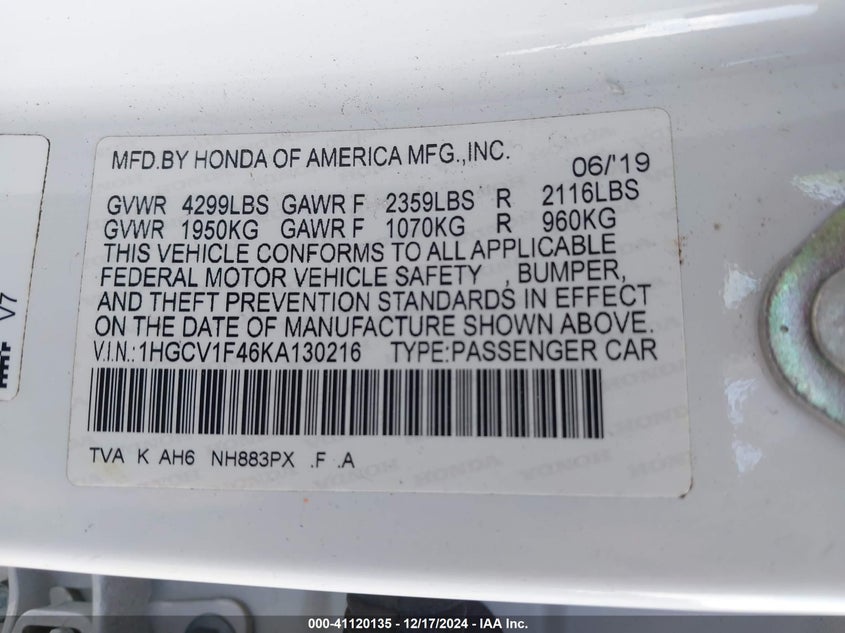 MFD.BY HONDA OF AMERICA MFG.,INC. 06/'19
GVWR 4299LBS GAWR F 2359LBS R 2116LBS
GVWR 1950KG GAWR F 1070KG R 960KG
THIS VEHICLE CONFORMS TO ALL APPLICABLE
FEDERAL MOTOR VEHICLE SAFETY , BUMPER,
AND THEFT PREVENTION STANDARDS IN EFFECT
ON THE DATE OF MANUFACTURE SHOWN ABOVE.
V.I.N.:1HGCV1F46KA130216 TYPE:PASSENGER CAR
TVA K AH6 NH883PX .F .A
V7
000-41120135 - 12/17/2024 - IAA Inc.